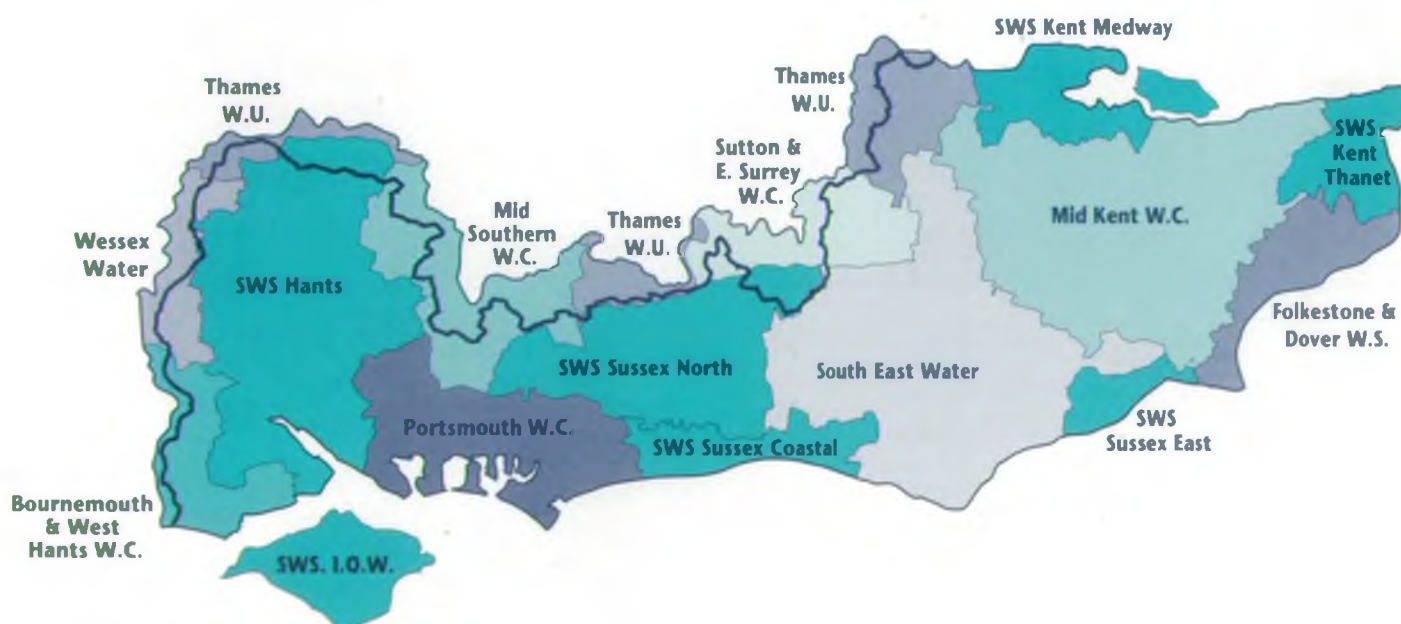 SWS Kent Medway
Thames
W.U.
Thames
W.U.
Sutton &
E. Surrey
W.C.
SWS
Kent
Thanet
Mid
Southern
W.C.
Thames
W.U.
Mid Kent W.C.
Wessex
Water
SWS Hants
Folkestone &
Dover W.S.
SWS Sussex North
South East Water
Portsmouth W.C.
SWS Sussex Coastal
SWS
Sussex East
Bournemouth
& West
Hants W.C.
SWS. I.O.W.